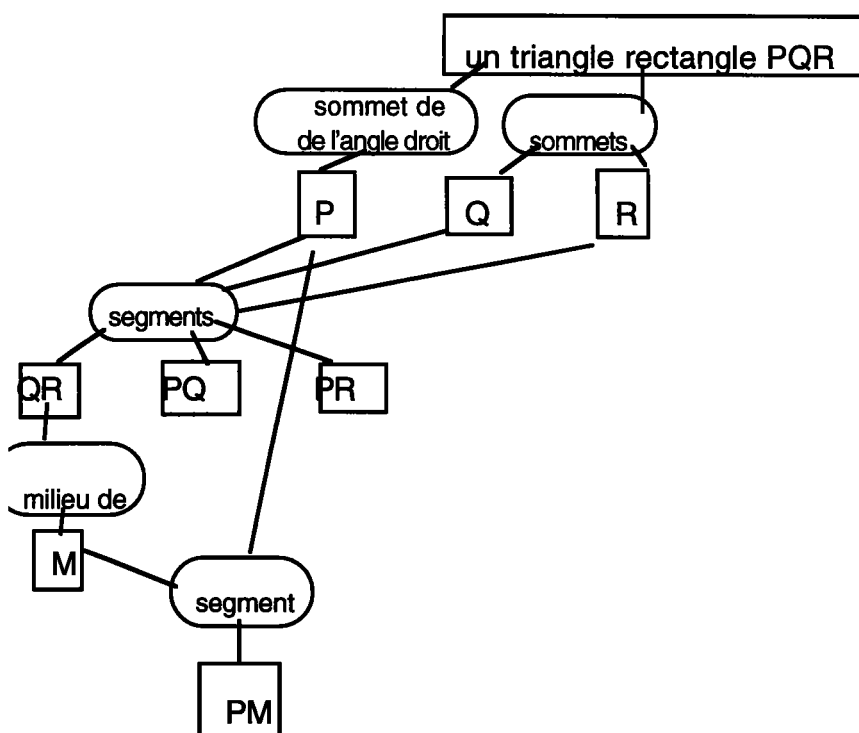 un triangle rectangle PQR
sommet de
de l'angle droit
sommets
P
Q
R
segments
QR
PQ
PR
milieu de
M
segment
PM